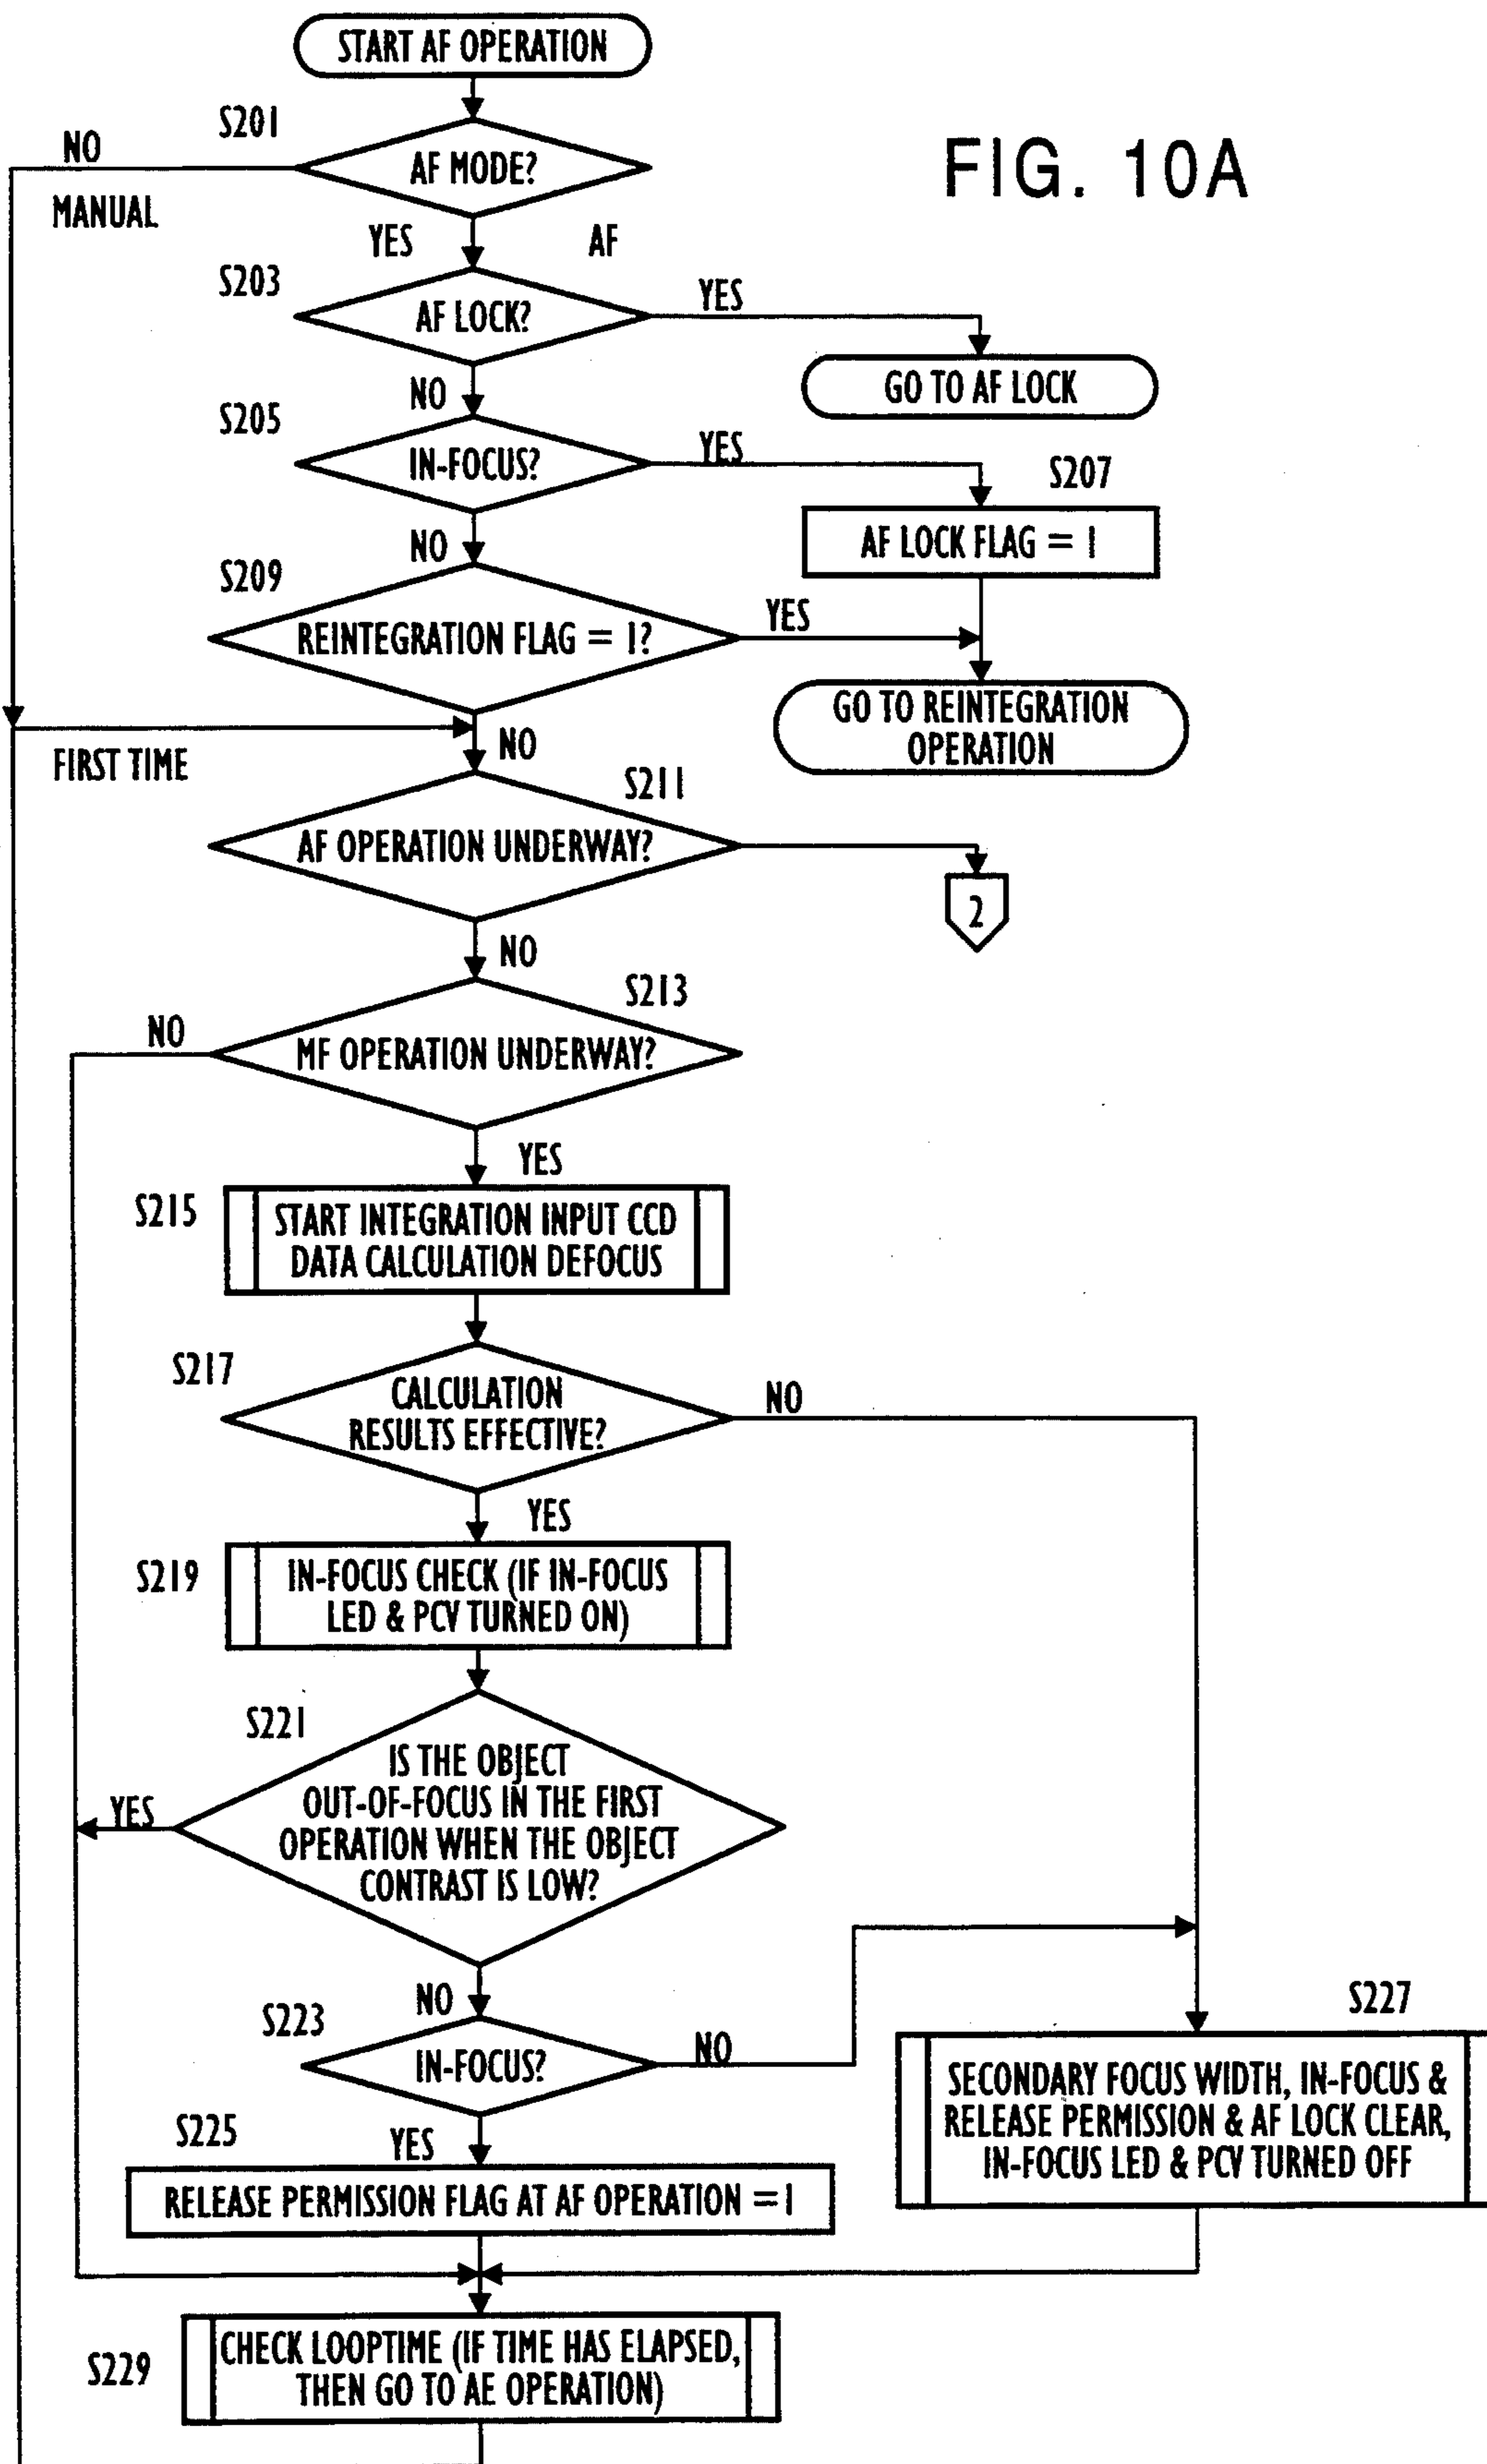 START AF OPERATION
S201
NO
AF MODE?
FIG. 10A
MANUAL
YES
AF
S203
YES
AF LOCK?
GO TO AF LOCK
NO
S205
YES
IN-FOCUS?
S207
AF LOCK FLAG = 1
NO
S209
YES
REINTEGRATION FLAG = 1?
GO TO REINTEGRATION
OPERATION
NO
FIRST TIME
S211
AF OPERATION UNDERWAY?
2
NO
S213
NO
MF OPERATION UNDERWAY?
YES
S215
START INTEGRATION INPUT CCD
DATA CALCULATION DEFOCUS
S217
CALCULATION
RESULTS EFFECTIVE?
NO
YES
S219
IN-FOCUS CHECK (IF IN-FOCUS
LED & PCV TURNED ON)
S221
IS THE OBJECT
OUT-OF-FOCUS IN THE FIRST
OPERATION WHEN THE OBJECT
CONTRAST IS LOW?
YES
NO
S223
IN-FOCUS?
NO
S227
SECONDARY FOCUS WIDTH, IN-FOCUS &
RELEASE PERMISSION & AF LOCK CLEAR,
IN-FOCUS LED & PCV TURNED OFF
S225
YES
RELEASE PERMISSION FLAG AT AF OPERATION = 1
S229
CHECK LOOPTIME (IF TIME HAS ELAPSED,
THEN GO TO AE OPERATION)